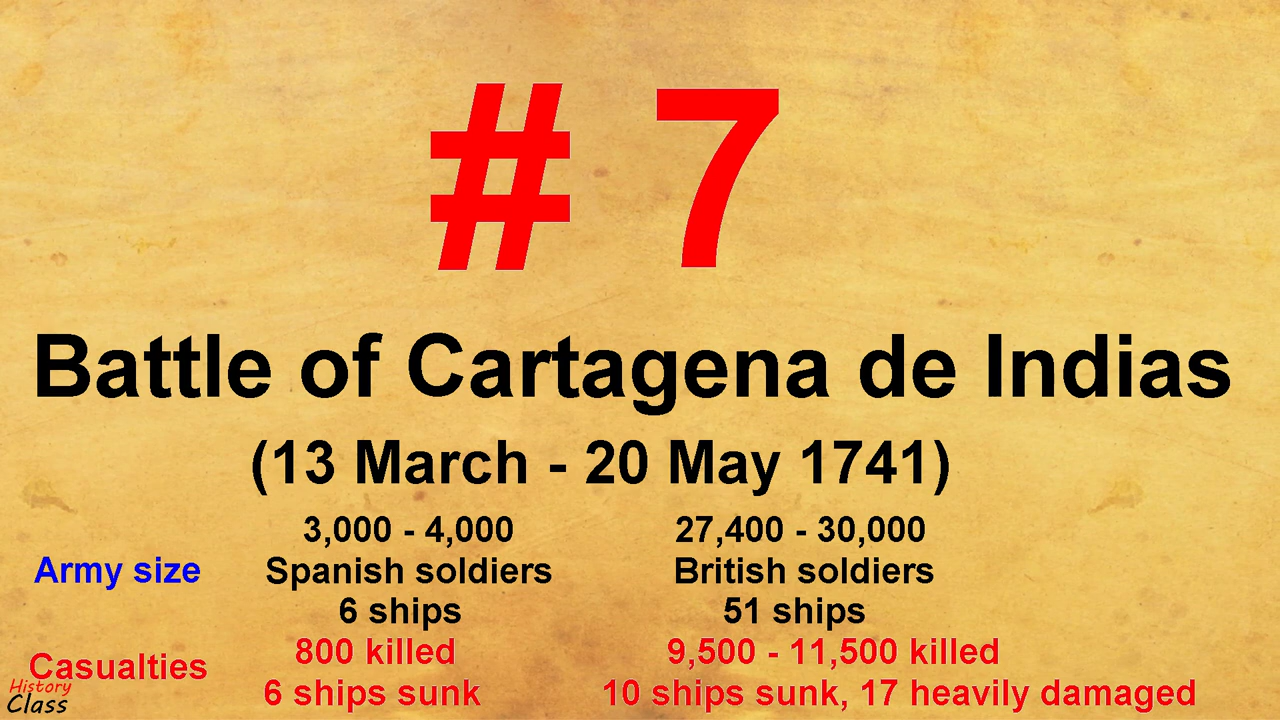 # 7
Battle of Cartagena de Indias
(13 March - 20 May 1741)
3,000 - 4,000 27,400 - 30,000
Army size Spanish soldiers British soldiers
6 ships 51 ships
800 killed 9,500 - 11,500 killed
Casualties
6 ships sunk 10 ships sunk, 17 heavily damaged
History
Class